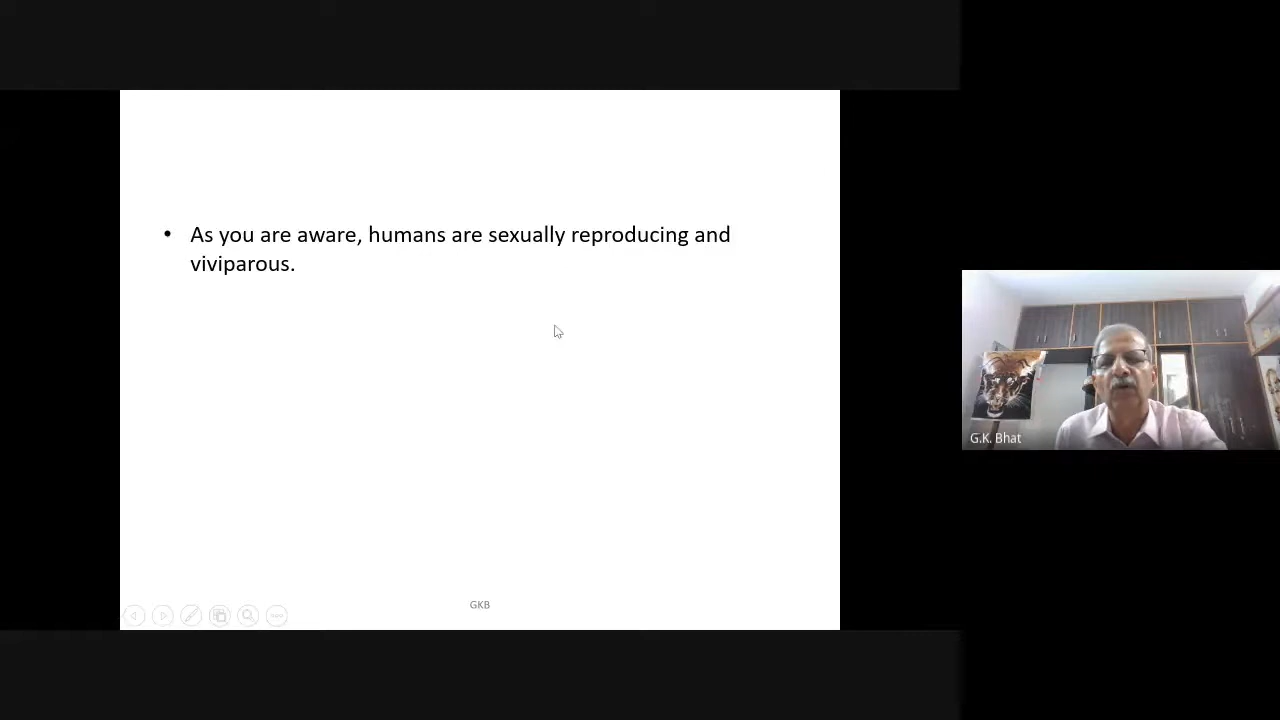 • As you are aware, humans are sexually reproducing and
viviparous.
GKB
G.K. Bhat